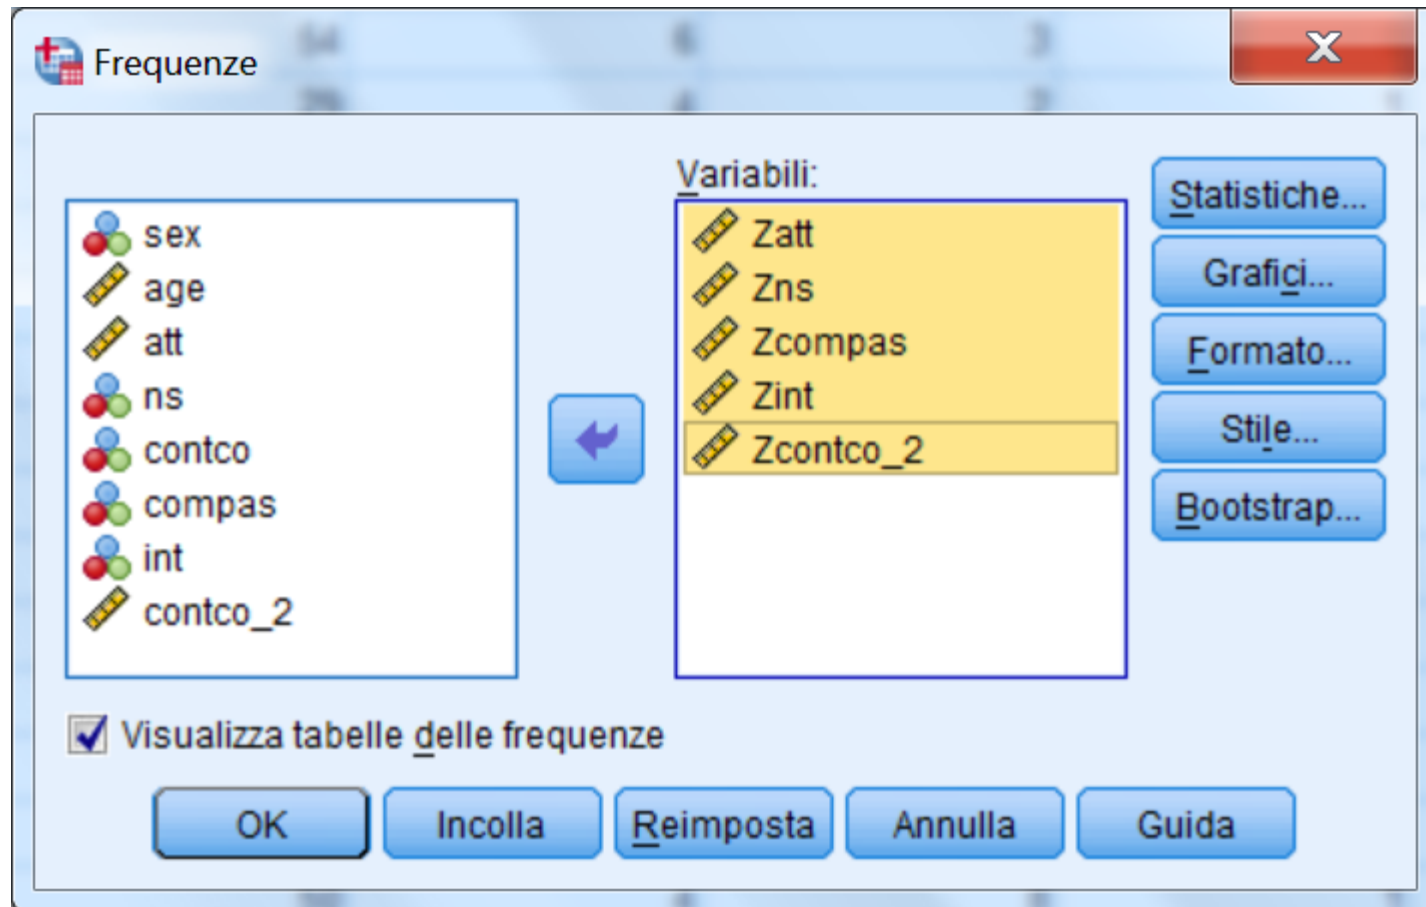 Frequenze
Variabili:
sex
age
att
ns
contco
compas
int
contco_2
Zatt
Zns
Zcompas
Zint
Zcontco_2
Statistiche...
Grafici...
Formato...
Stile...
Bootstrap...
Visualizza tabelle delle frequenze
OK
Incolla
Reimposta
Annulla
Guida